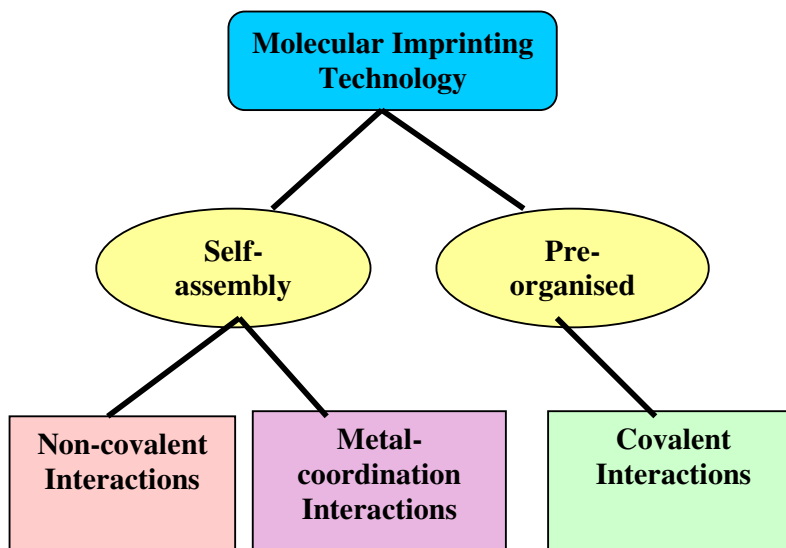 Molecular Imprinting
Technology
Self-
assembly
Pre-
organised
Non-covalent
Interactions
Metal-
coordination
Interactions
Covalent
Interactions